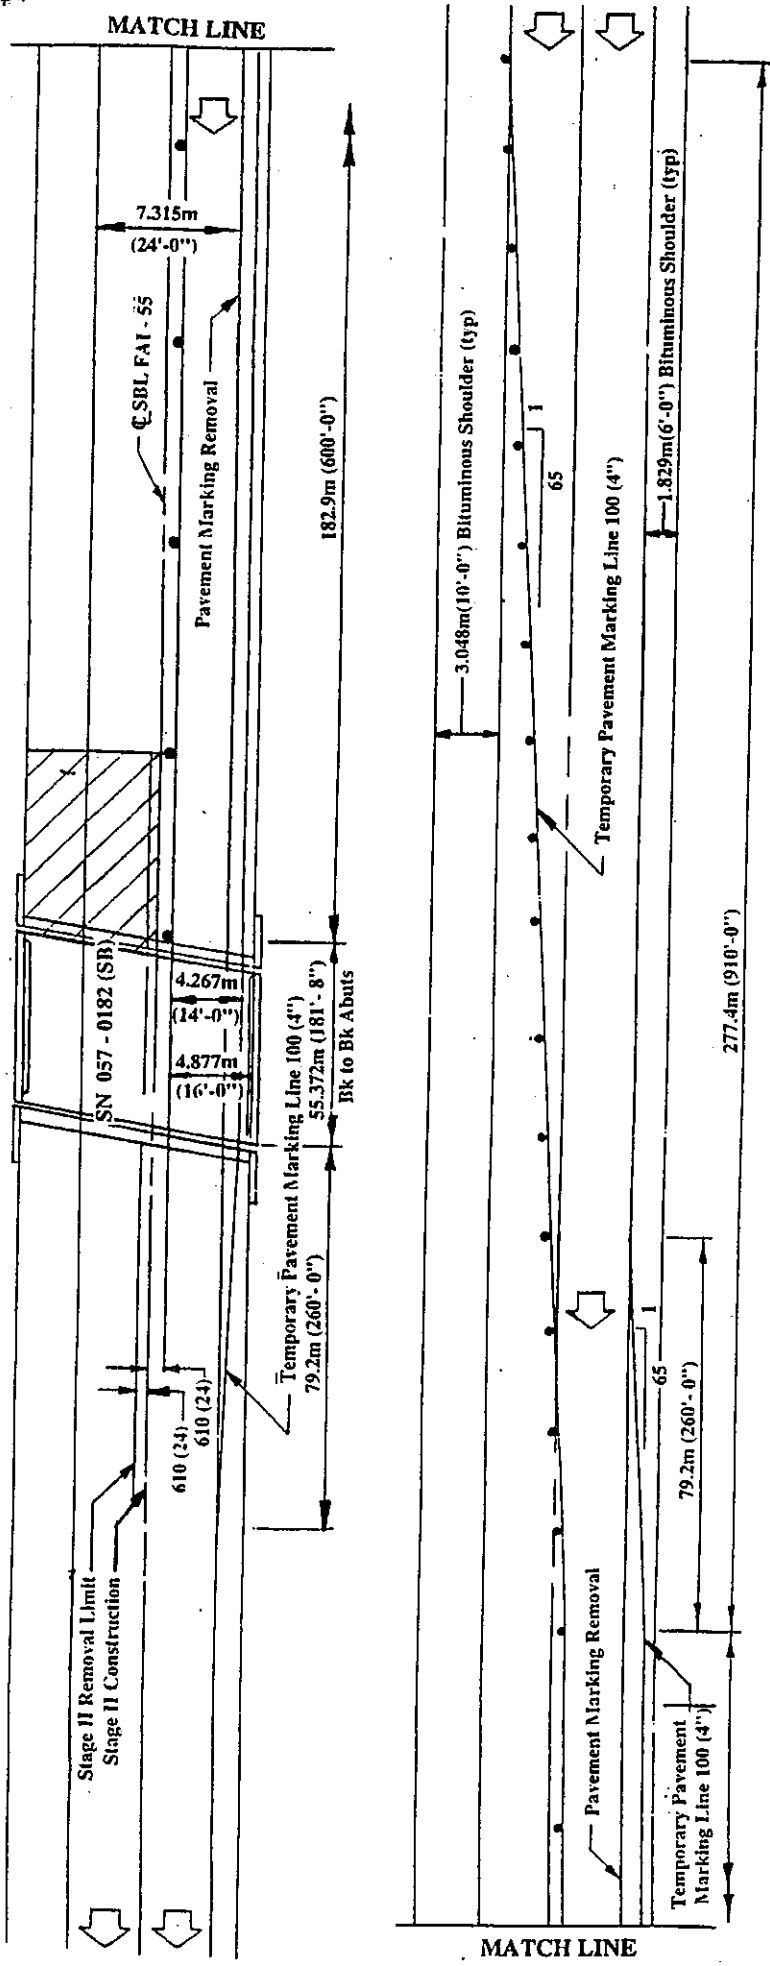 MATCH LINE
7.315m
(24'-0")
℄ SBL FAI - 55
Pavement Marking Removal
182.9m (600'-0")
SN 057 - 0182 (SB)
4.267m
(14'-0")
4.877m
(16'-0")
Temporary Pavement Marking Line 100 (4")
55.372m (181'- 8")
Bk to Bk Abuts
79.2m (260'- 0")
610 (24)
610 (24)
Stage II Removal Limit
Stage II Construction
3.048m(10'-0") Bituminous Shoulder (typ)
1.829m(6'-0") Bituminous Shoulder (typ)
1
65
Temporary Pavement Marking Line 100 (4")
277.4m (910'-0")
1
65
79.2m (260'- 0")
Pavement Marking Removal
Temporary Pavement
Marking Line 100 (4")
MATCH LINE